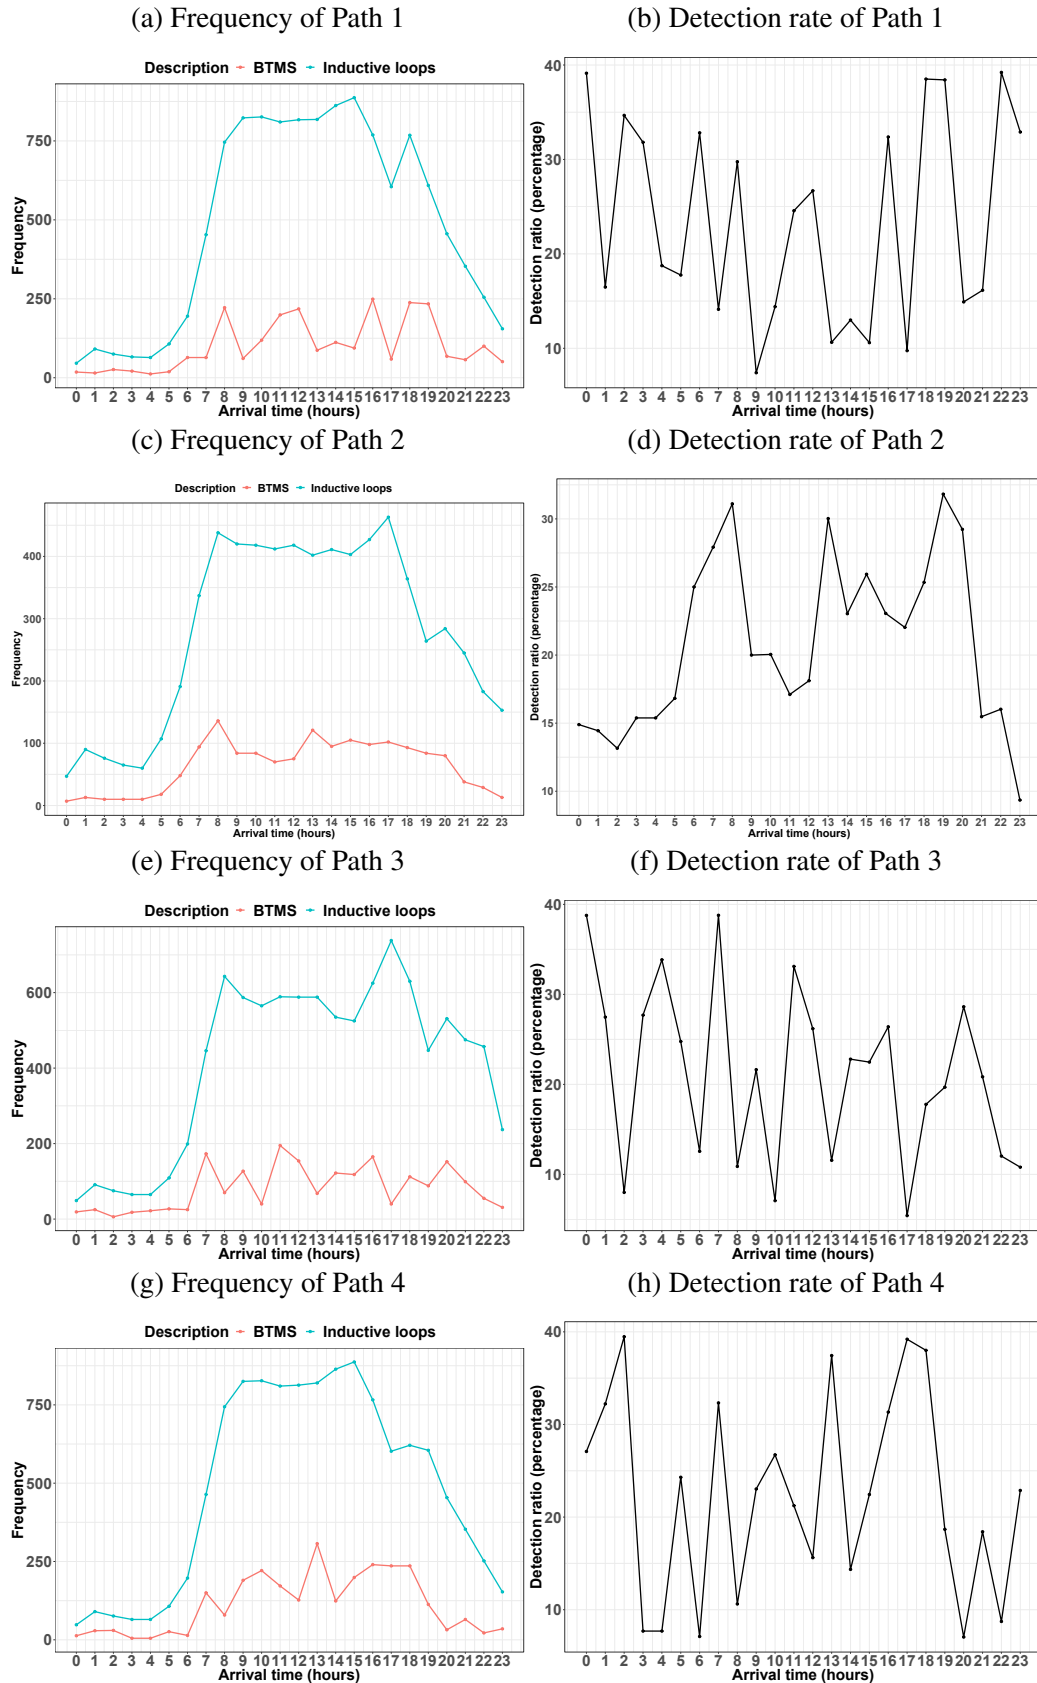 (a) Frequency of Path 1
Description BTMS Inductive loops
Frequency
750
500
250
0
0 1 2 3 4 5 6 7 8 9 10 11 12 13 14 15 16 17 18 19 20 21 22 23
Arrival time (hours)
(b) Detection rate of Path 1
Detection ratio (percentage)
40
30
20
10
0 1 2 3 4 5 6 7 8 9 10 11 12 13 14 15 16 17 18 19 20 21 22 23
Arrival time (hours)
(c) Frequency of Path 2
Description BTMS Inductive loops
Frequency
400
300
200
100
0
0 1 2 3 4 5 6 7 8 9 10 11 12 13 14 15 16 17 18 19 20 21 22 23
Arrival time (hours)
(d) Detection rate of Path 2
Detection ratio (percentage)
30
25
20
15
10
0 1 2 3 4 5 6 7 8 9 10 11 12 13 14 15 16 17 18 19 20 21 22 23
Arrival time (hours)
(e) Frequency of Path 3
Description BTMS Inductive loops
Frequency
600
400
200
0
0 1 2 3 4 5 6 7 8 9 10 11 12 13 14 15 16 17 18 19 20 21 22 23
Arrival time (hours)
(f) Detection rate of Path 3
Detection ratio (percentage)
40
30
20
10
0 1 2 3 4 5 6 7 8 9 10 11 12 13 14 15 16 17 18 19 20 21 22 23
Arrival time (hours)
(g) Frequency of Path 4
Description BTMS Inductive loops
Frequency
750
500
250
0
0 1 2 3 4 5 6 7 8 9 10 11 12 13 14 15 16 17 18 19 20 21 22 23
Arrival time (hours)
(h) Detection rate of Path 4
Detection ratio (percentage)
40
30
20
10
0 1 2 3 4 5 6 7 8 9 10 11 12 13 14 15 16 17 18 19 20 21 22 23
Arrival time (hours)